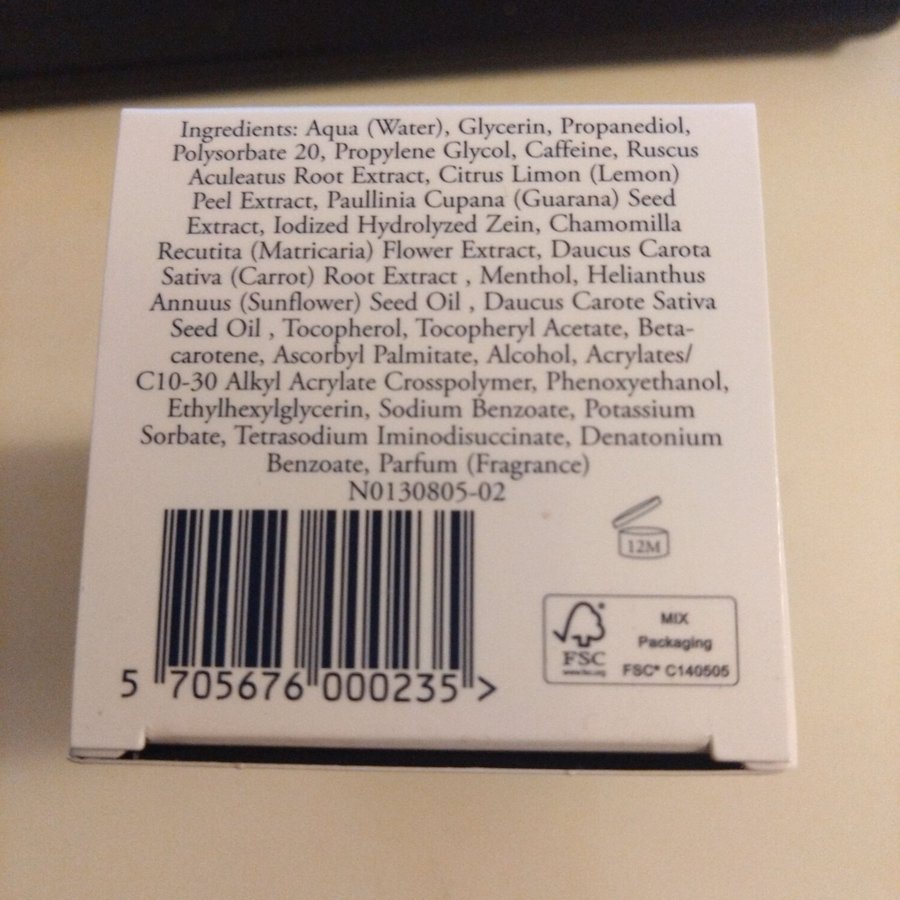 Ingredients: Aqua (Water), Glycerin, Propanediol,
Polysorbate 20, Propylene Glycol, Caffeine, Ruscus
Aculeatus Root Extract, Citrus Limon (Lemon)
Peel Extract, Paullinia Cupana (Guarana) Seed
Extract, Iodized Hydrolyzed Zein, Chamomilla
Recutita (Matricaria) Flower Extract, Daucus Carota
Sativa (Carrot) Root Extract , Menthol, Helianthus
Annuus (Sunflower) Seed Oil , Daucus Carote Sativa
Seed Oil , Tocopherol, Tocopheryl Acetate, Beta-
carotene, Ascorbyl Palmitate, Alcohol, Acrylates/
C10-30 Alkyl Acrylate Crosspolymer, Phenoxyethanol,
Ethylhexylglycerin, Sodium Benzoate, Potassium
Sorbate, Tetrasodium Iminodisuccinate, Denatonium
Benzoate, Parfum (Fragrance)
N0130805-02
12M
5 705676 000235 >
FSC
www.fsc.org
MIX
Packaging
FSC® C140505